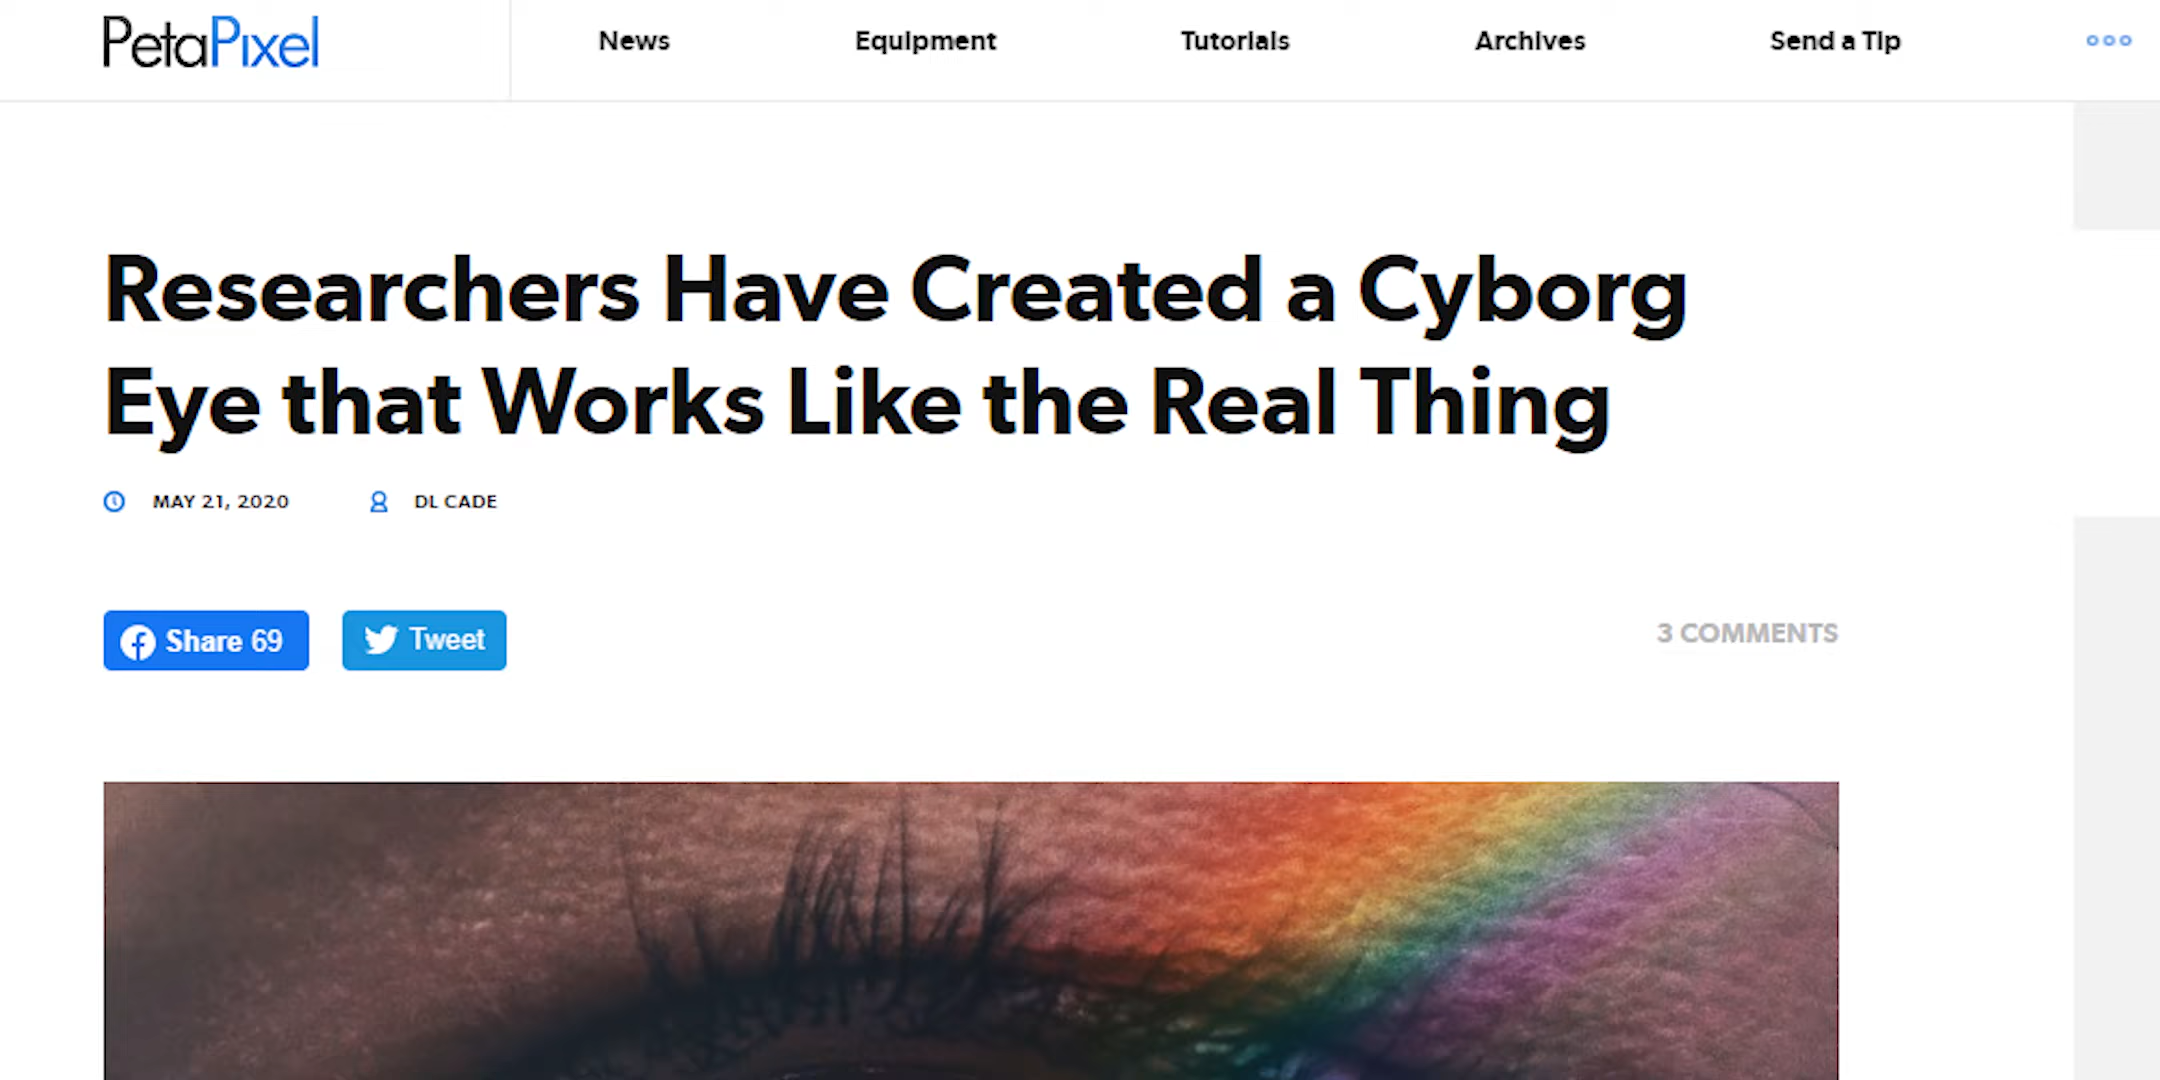 PetaPixel
News
Equipment
Tutorials
Archives
Send a Tip
Researchers Have Created a Cyborg
Eye that Works Like the Real Thing
MAY 21, 2020
DL CADE
Share 69
Tweet
3 COMMENTS